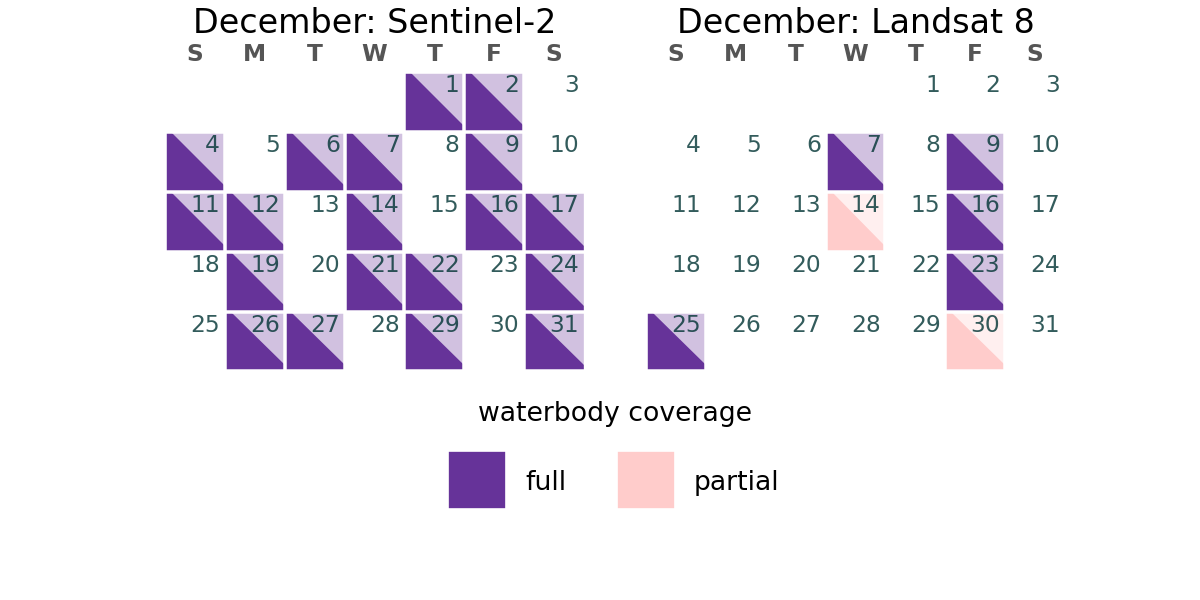 December: Sentinel-2
S M T W T F S
1 2 3
4 5 6 7 8 9 10
11 12 13 14 15 16 17
18 19 20 21 22 23 24
25 26 27 28 29 30 31
December: Landsat 8
S M T W T F S
1 2 3
4 5 6 7 8 9 10
11 12 13 14 15 16 17
18 19 20 21 22 23 24
25 26 27 28 29 30 31
waterbody coverage
full partial